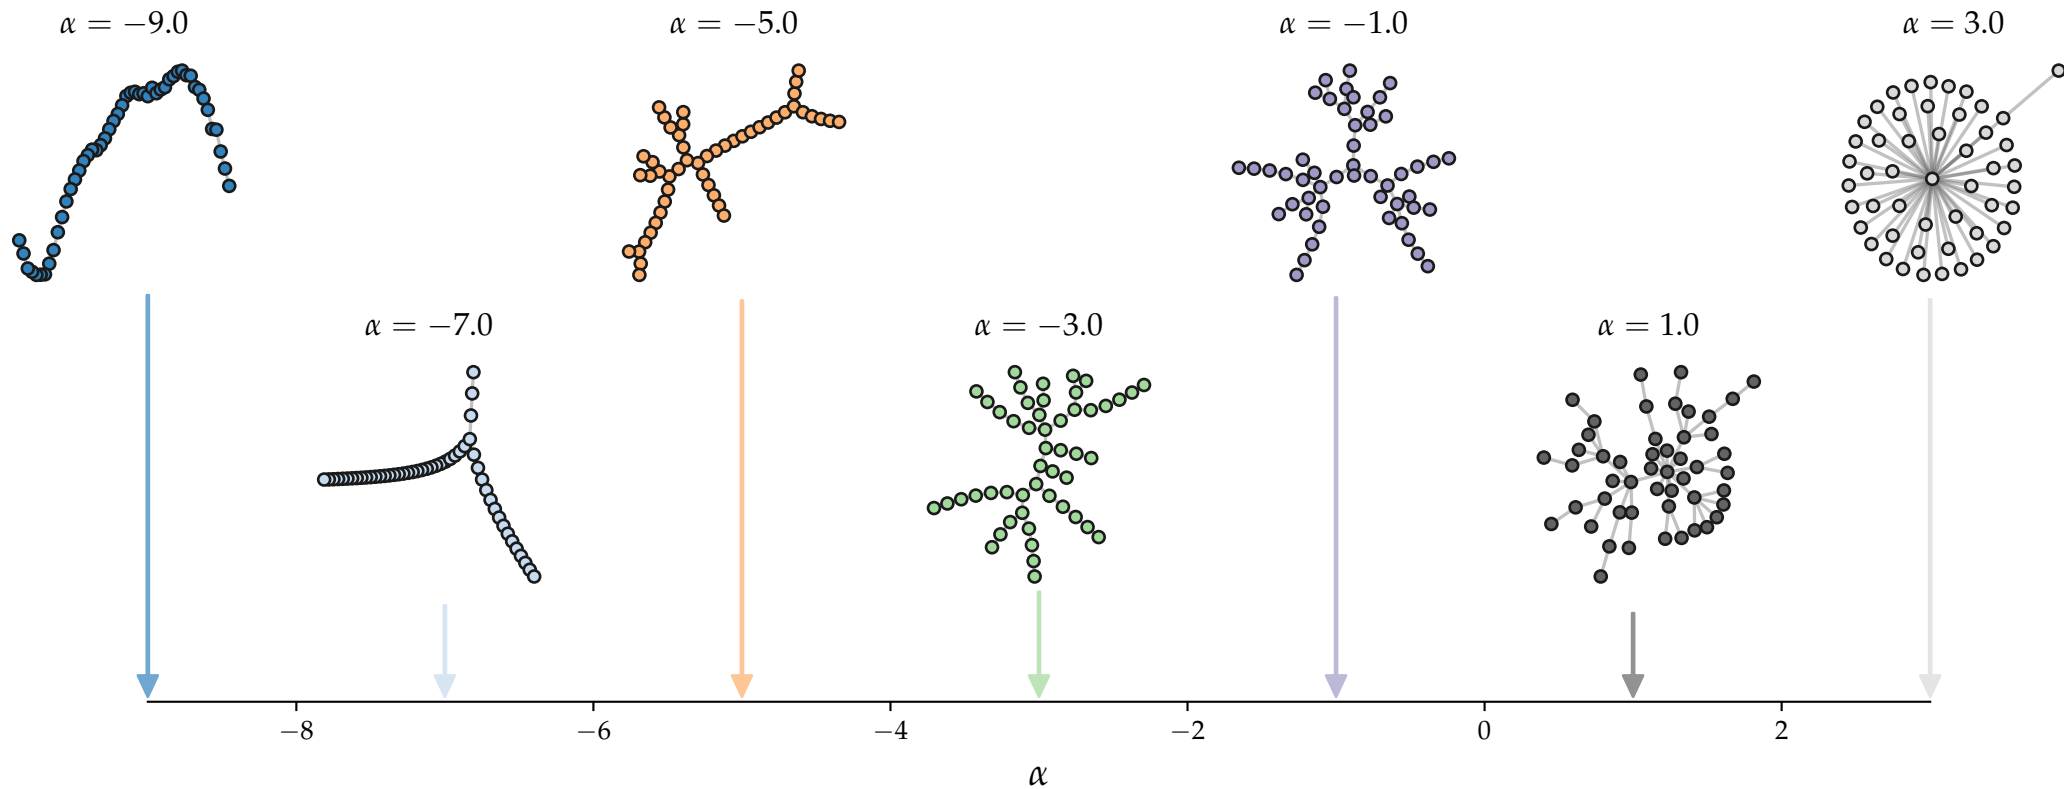 α = −9.0
α = −5.0
α = −1.0
α = 3.0
α = −7.0
α = −3.0
α = 1.0
−8
−6
−4
−2
0
2
α